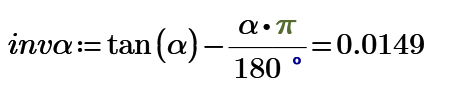 invα := tan(α) − α·π / 180° = 0.0149